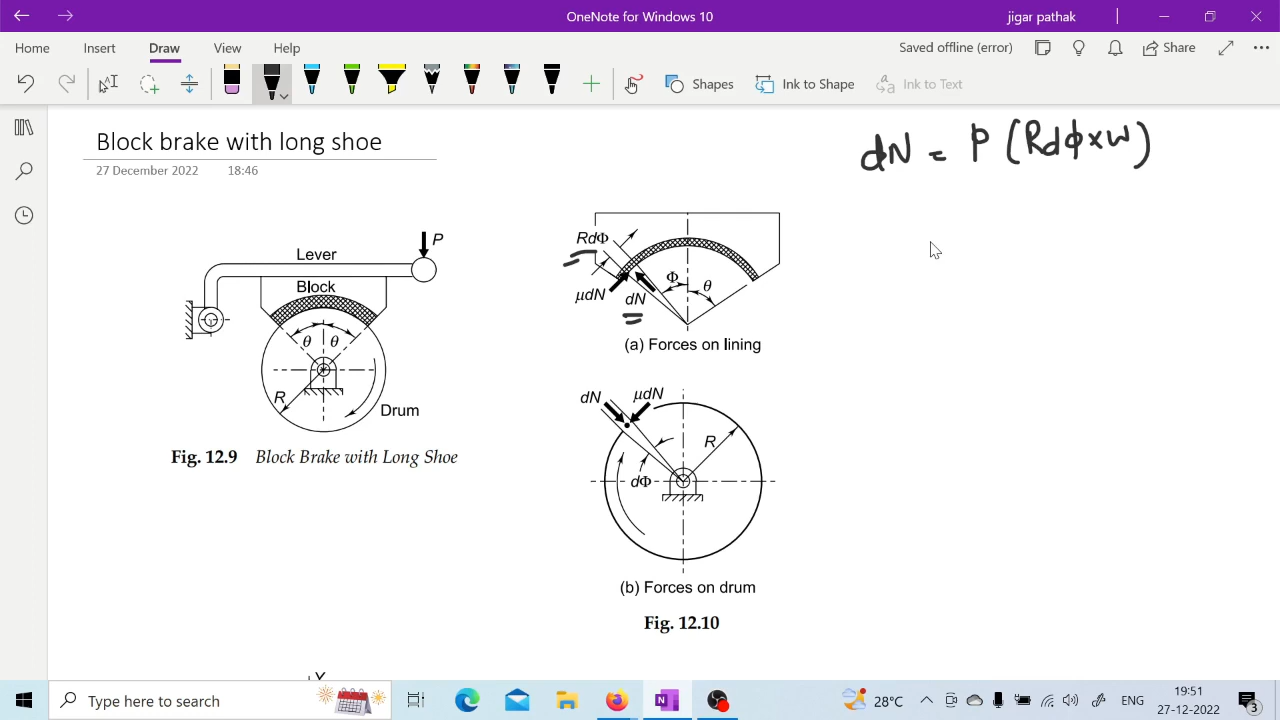 OneNote for Windows 10
jigar pathak
Home Insert Draw View Help
Saved offline (error)
Share
Shapes
Ink to Shape
Ink to Text
Block brake with long shoe
27 December 2022 18:46
dN = P (Rdϕ×w)
P
Lever
Block
θ θ
R
Drum
Fig. 12.9 Block Brake with Long Shoe
RdΦ
Φ
θ
μdN
dN
(a) Forces on lining
dN
μdN
R
dΦ
(b) Forces on drum
Fig. 12.10
Y
Type here to search
28°C
ENG
19:51
27-12-2022
3